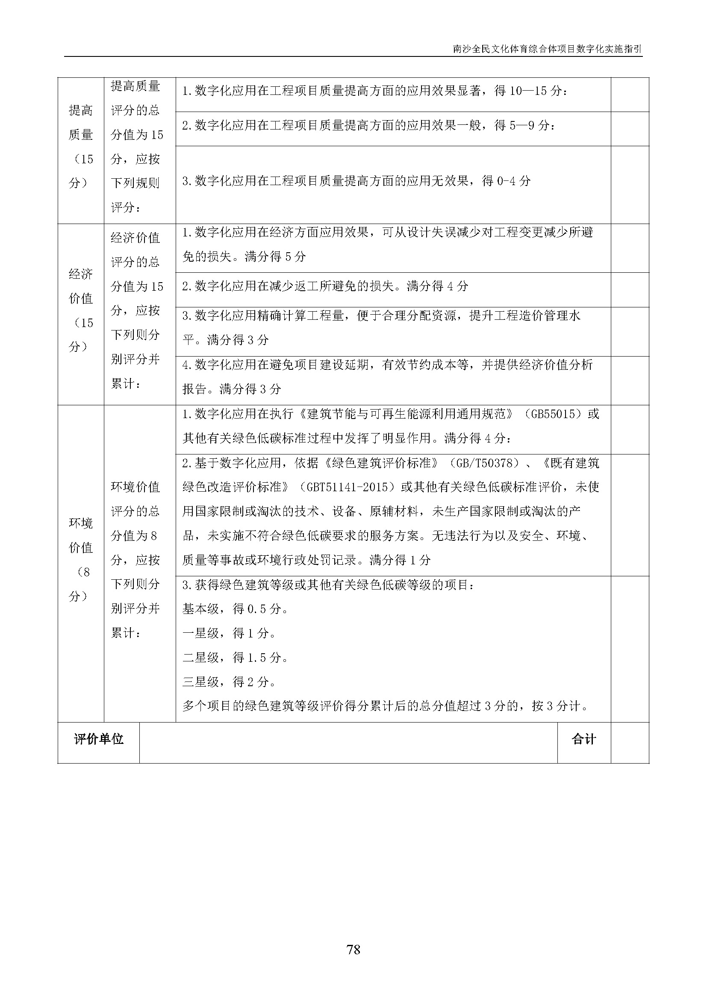 南沙全民文化体育综合体项目数字化实施指引
提高
质量
（15
分）
提高质量
评分的总
分值为 15
分，应按
下列规则
评分：
1.数字化应用在工程项目质量提高方面的应用效果显著，得 10—15 分：
2.数字化应用在工程项目质量提高方面的应用效果一般，得 5—9 分：
3.数字化应用在工程项目质量提高方面的应用无效果，得 0-4 分
经济
价值
（15
分）
经济价值
评分的总
分值为 15
分，应按
下列则分
别评分并
累计：
1.数字化应用在经济方面应用效果，可从设计失误减少对工程变更减少所避
免的损失。满分得 5 分
2.数字化应用在减少返工所避免的损失。满分得 4 分
3.数字化应用精确计算工程量，便于合理分配资源，提升工程造价管理水
平。满分得 3 分
4.数字化应用在避免项目建设延期，有效节约成本等，并提供经济价值分析
报告。满分得 3 分
环境
价值
（8
分）
环境价值
评分的总
分值为 8
分，应按
下列则分
别评分并
累计：
1.数字化应用在执行《建筑节能与可再生能源利用通用规范》（GB55015）或
其他有关绿色低碳标准过程中发挥了明显作用。满分得 4 分：
2.基于数字化应用，依据《绿色建筑评价标准》（GB/T50378）、《既有建筑
绿色改造评价标准》（GBT51141-2015）或其他有关绿色低碳标准评价，未使
用国家限制或淘汰的技术、设备、原辅材料，未生产国家限制或淘汰的产
品，未实施不符合绿色低碳要求的服务方案。无违法行为以及安全、环境、
质量等事故或环境行政处罚记录。满分得 1 分
3.获得绿色建筑等级或其他有关绿色低碳等级的项目：
基本级，得 0.5 分。
一星级，得 1 分。
二星级，得 1.5 分。
三星级，得 2 分。
多个项目的绿色建筑等级评价得分累计后的总分值超过 3 分的，按 3 分计。
评价单位
合计
78